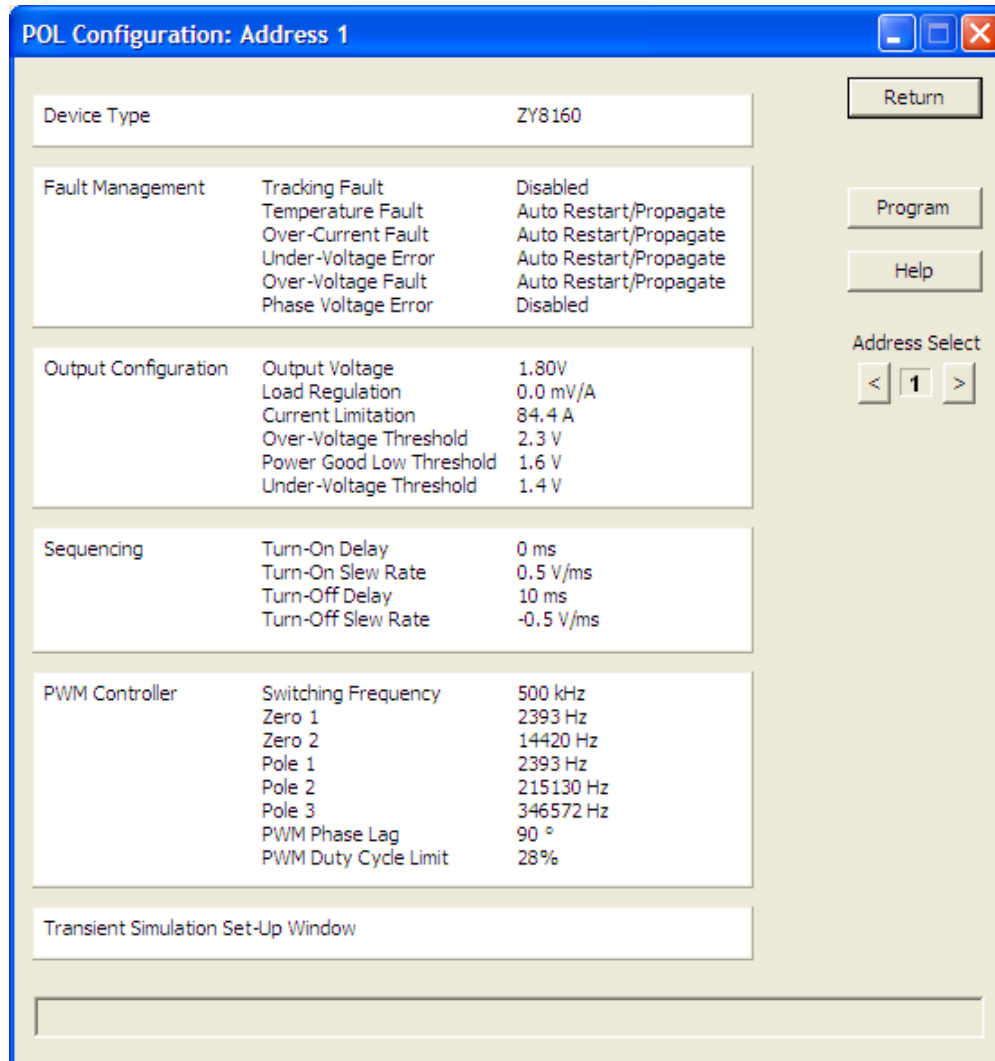 POL Configuration: Address 1
Return
Device Type ZY8160
Fault Management Tracking Fault Disabled
Temperature Fault Auto Restart/Propagate
Over-Current Fault Auto Restart/Propagate
Under-Voltage Error Auto Restart/Propagate
Over-Voltage Fault Auto Restart/Propagate
Phase Voltage Error Disabled
Program
Help
Address Select
< 1 >
Output Configuration Output Voltage 1.80V
Load Regulation 0.0 mV/A
Current Limitation 84.4 A
Over-Voltage Threshold 2.3 V
Power Good Low Threshold 1.6 V
Under-Voltage Threshold 1.4 V
Sequencing Turn-On Delay 0 ms
Turn-On Slew Rate 0.5 V/ms
Turn-Off Delay 10 ms
Turn-Off Slew Rate -0.5 V/ms
PWM Controller Switching Frequency 500 kHz
Zero 1 2393 Hz
Zero 2 14420 Hz
Pole 1 2393 Hz
Pole 2 215130 Hz
Pole 3 346572 Hz
PWM Phase Lag 90 °
PWM Duty Cycle Limit 28%
Transient Simulation Set-Up Window